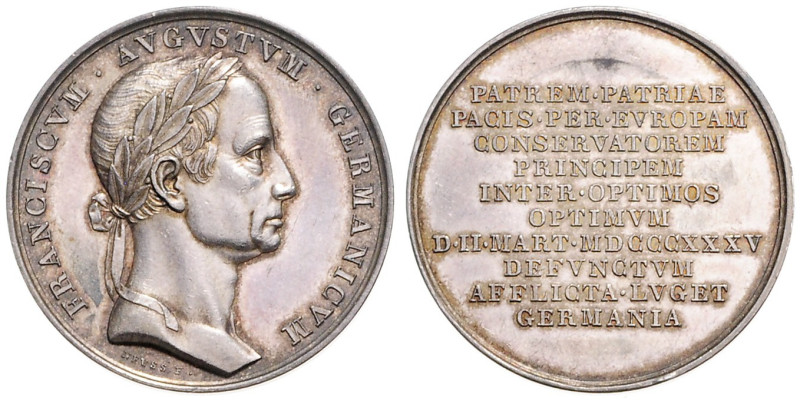 FRANCISCVM · AVGVSTVM · GERMANICVM
PATREM·PATRIAE
PACIS·PER·EVROPAM
CONSERVATOREM
PRINCIPEM
INTER·OPTIMOS
OPTIMVM
D·II·MART·MDCCCXXXV
DEFVNCTVM
AFFLICTA·LVGET
GERMANIA